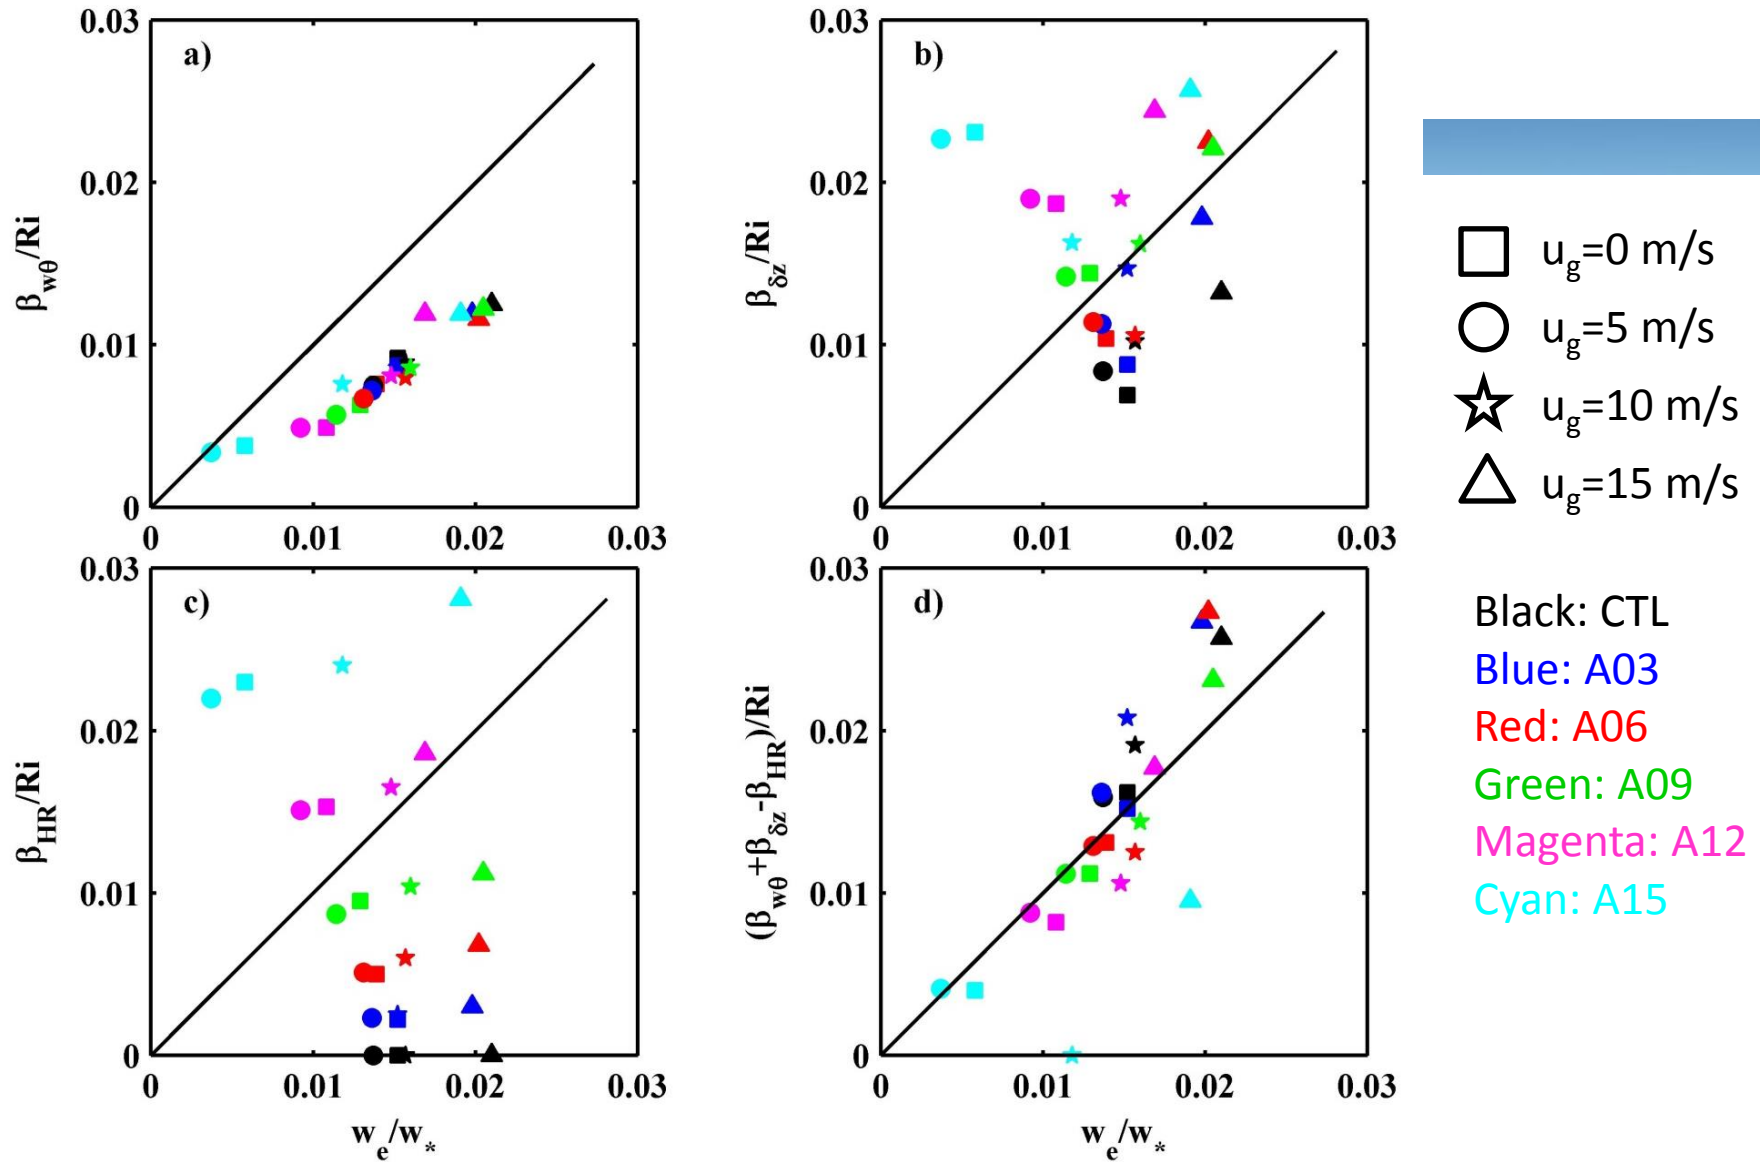 a)
0.03
0.02
0.01
0
β_wθ/Ri
0 0.01 0.02 0.03
b)
0.03
0.02
0.01
0
β_δz/Ri
0 0.01 0.02 0.03
c)
0.03
0.02
0.01
0
β_HR/Ri
0 0.01 0.02 0.03
w_e/w_*
d)
0.03
0.02
0.01
0
(β_wθ+β_δz-β_HR)/Ri
0 0.01 0.02 0.03
w_e/w_*
u_g=0 m/s
u_g=5 m/s
u_g=10 m/s
u_g=15 m/s
Black: CTL
Blue: A03
Red: A06
Green: A09
Magenta: A12
Cyan: A15